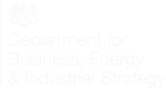 Department for
Business, Energy
& Industrial Strategy